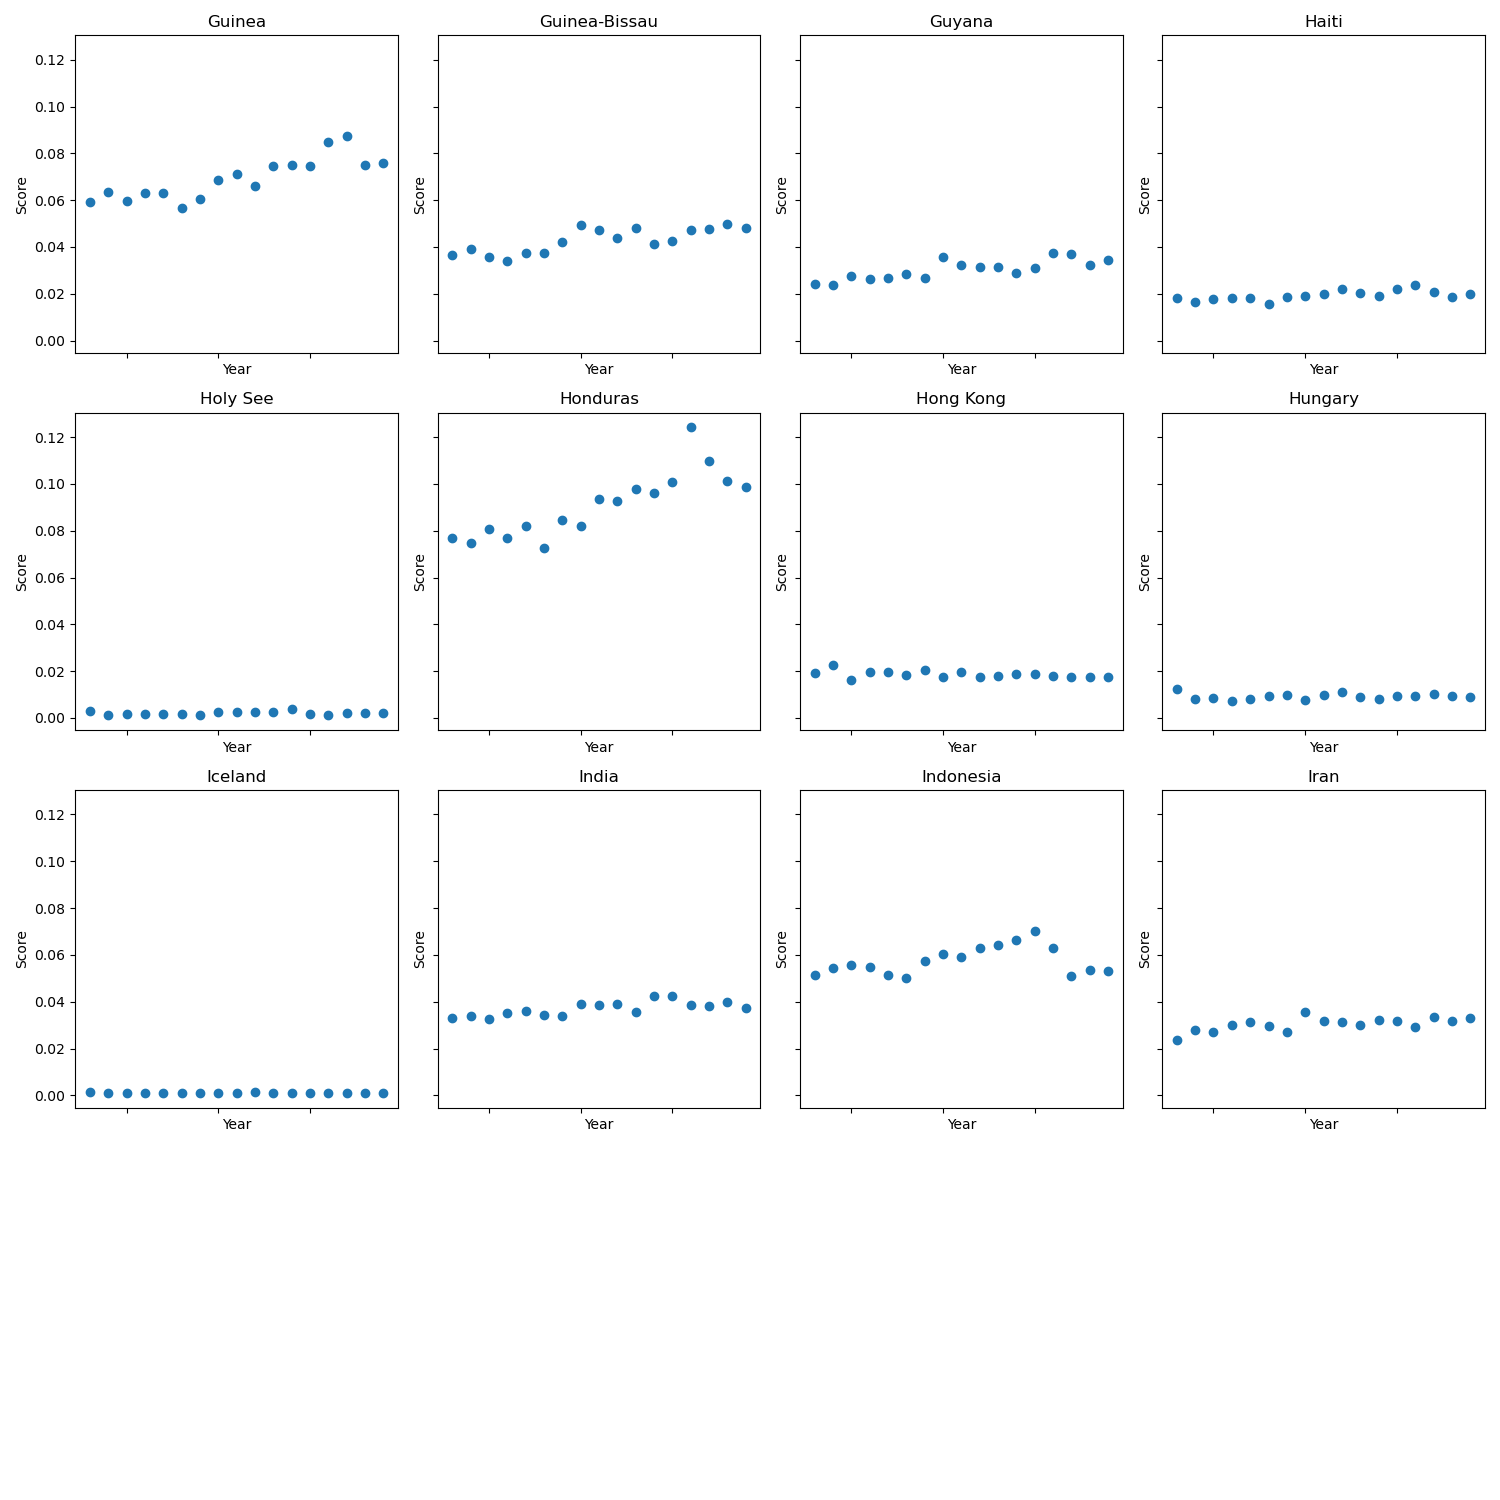 Guinea
Guinea-Bissau
Guyana
Haiti
0.12
0.10
0.08
0.06
0.04
0.02
0.00
Score
Score
Score
Score
Year
Year
Year
Year
Holy See
Honduras
Hong Kong
Hungary
0.12
0.10
0.08
0.06
0.04
0.02
0.00
Score
Score
Score
Score
Year
Year
Year
Year
Iceland
India
Indonesia
Iran
0.12
0.10
0.08
0.06
0.04
0.02
0.00
Score
Score
Score
Score
Year
Year
Year
Year